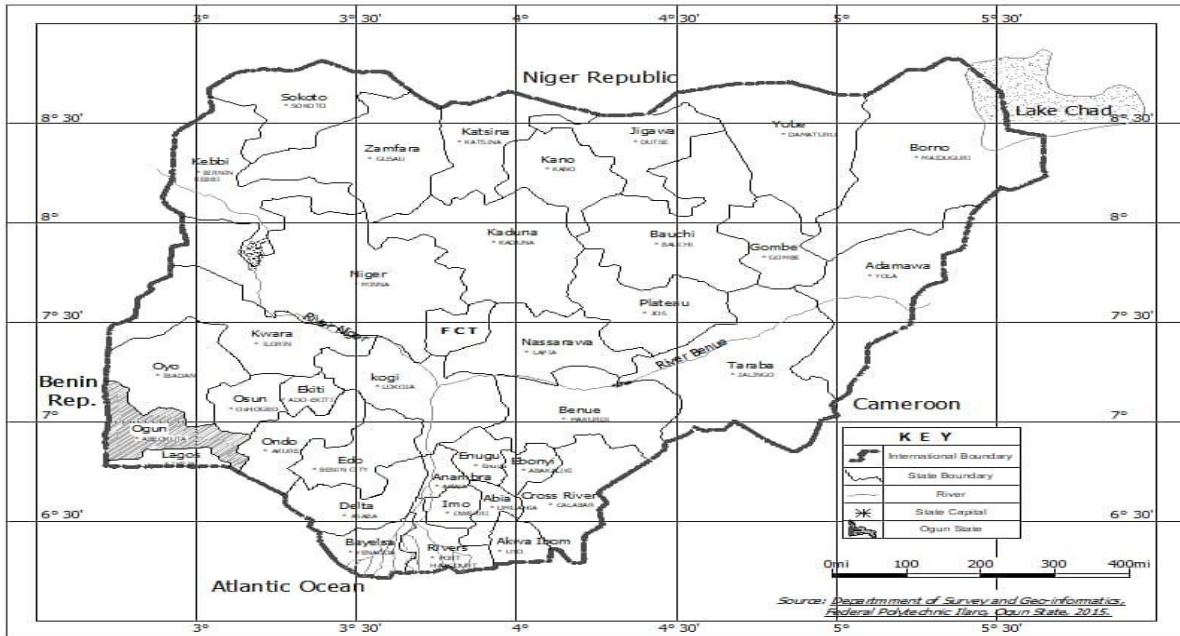 3° 3° 30' 4° 4° 30' 5° 5° 30'
Niger Republic
Sokoto
* SOKOTO
Lake Chad
8° 30' 8° 30'
Zamfara
* GUSAU
Katsina
* KATSINA
Kano
* KANO
Jigawa
* DUTSE
Yobe
* DAMATURU
Borno
* MAIDUGURI
Kebbi
* BERNIN
KEBBI
8° 8°
Kaduna
* KADUNA
Bauchi
* BAUCHI
Gombe
* GOMBE
Adamawa
* YOLA
Niger
* MINNA
Plateau
* JOS
7° 30' 7° 30'
Kwara
* ILORIN
River Niger
FCT
Nassarawa
* LAFIA
River Benue
Taraba
* JALINGO
Oyo
* IBADAN
Benin
Rep.
Osun
* OSHOGBO
Ekiti
* ADO-EKITI
kogi
* LOKOJA
Benue
* MAKURDI
Cameroon
7° 7°
Ogun
* ABEOKUTA
Lagos
Ondo
* AKURE
Edo
* BENIN CITY
Enugu
Ebonyi
* ABAKALIKI
Anambra
Delta
* ASABA
Imo
* OWERRI
Abia
* UMUAHIA
Cross River
* CALABAR
6° 30' 6° 30'
Bayelsa
* YENAGOA
Rivers
* PORT
HARCOURT
Akwa Ibom
* UYO
Atlantic Ocean
KEY
International Boundary
State Boundary
River
State Capital
Ogun State
0mi 100 200 300 400mi
Source: Departmment of Survey and Geo-informatics,
Federal Polytechnic Ilaro, Ogun State, 2015.
3° 3° 30' 4° 4° 30' 5° 5° 30'